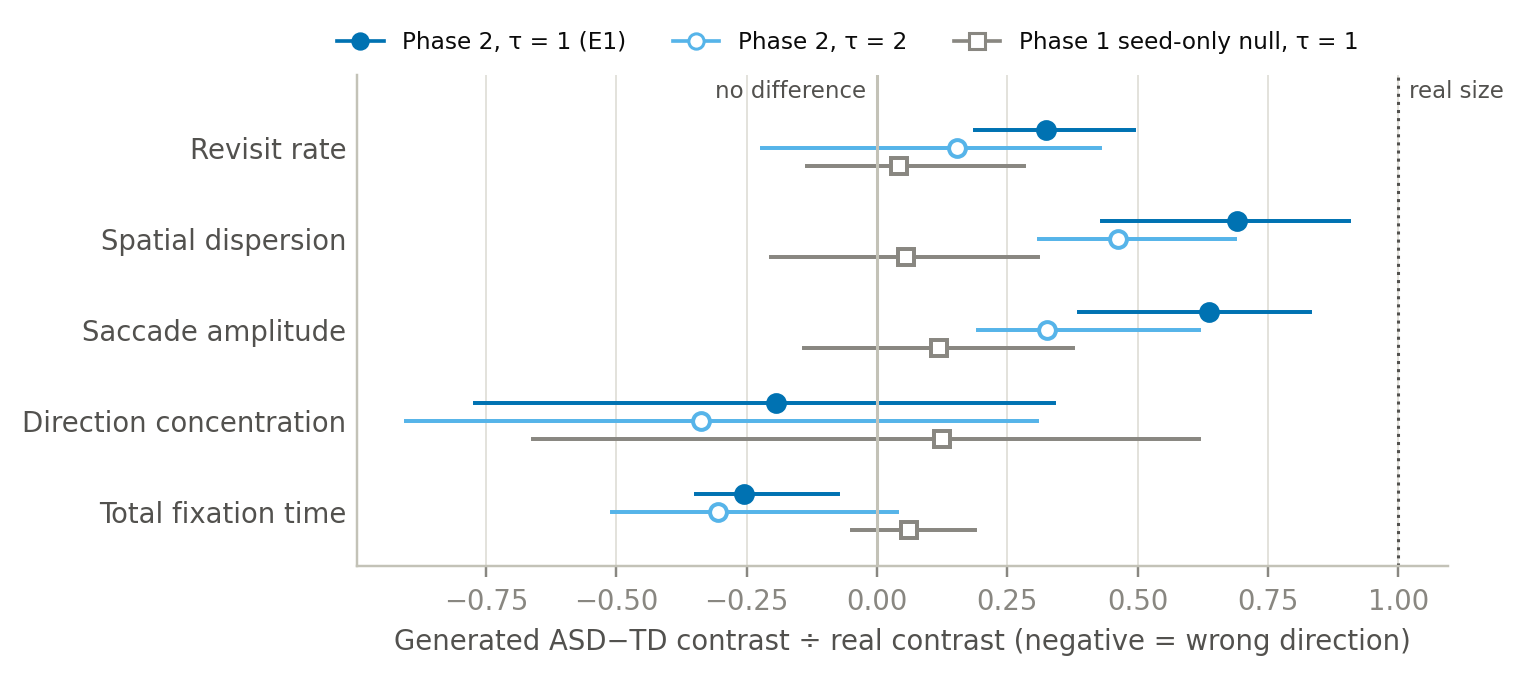 Phase 2, τ = 1 (E1) Phase 2, τ = 2 Phase 1 seed-only null, τ = 1
no difference real size
Revisit rate
Spatial dispersion
Saccade amplitude
Direction concentration
Total fixation time
−0.75 −0.50 −0.25 0.00 0.25 0.50 0.75 1.00
Generated ASD−TD contrast ÷ real contrast (negative = wrong direction)